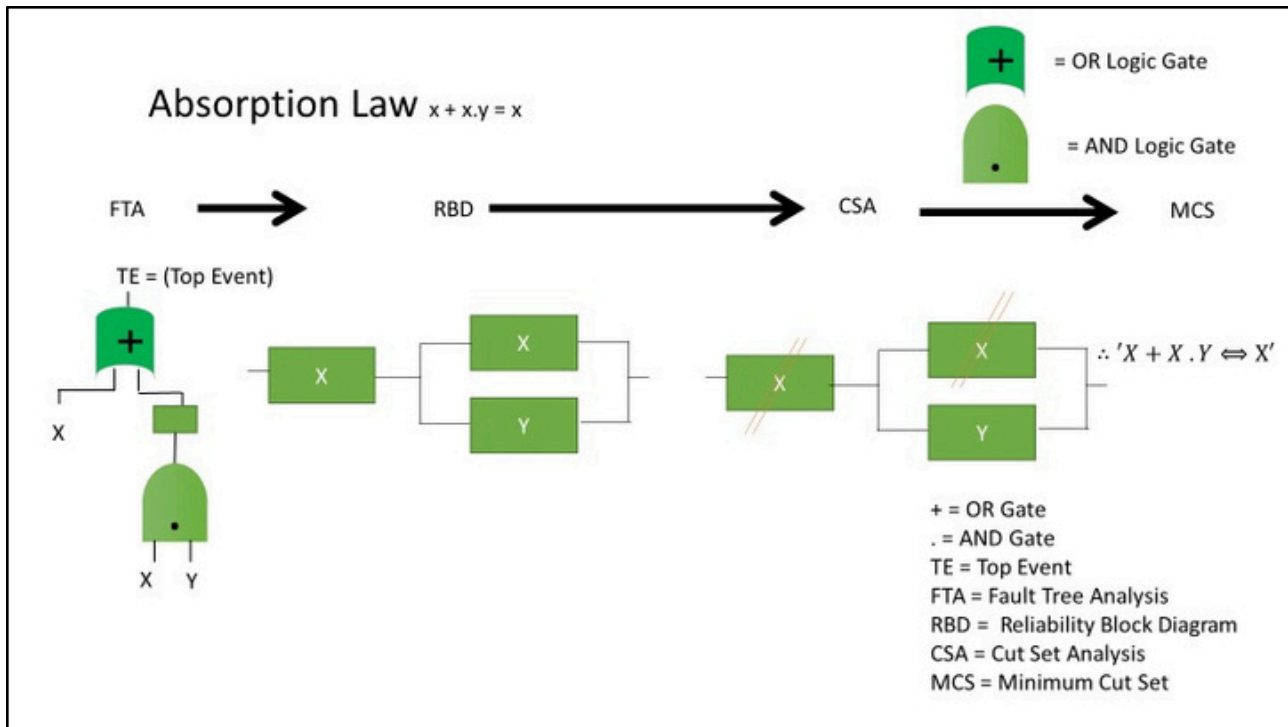 + = OR Logic Gate
Absorption Law x + x.y = x
. = AND Logic Gate
FTA RBD CSA MCS
TE = (Top Event)
+
X
.
X Y
X
X
Y
X
X
Y
∴ 'X + X . Y ⇔ X'
+ = OR Gate
. = AND Gate
TE = Top Event
FTA = Fault Tree Analysis
RBD = Reliability Block Diagram
CSA = Cut Set Analysis
MCS = Minimum Cut Set